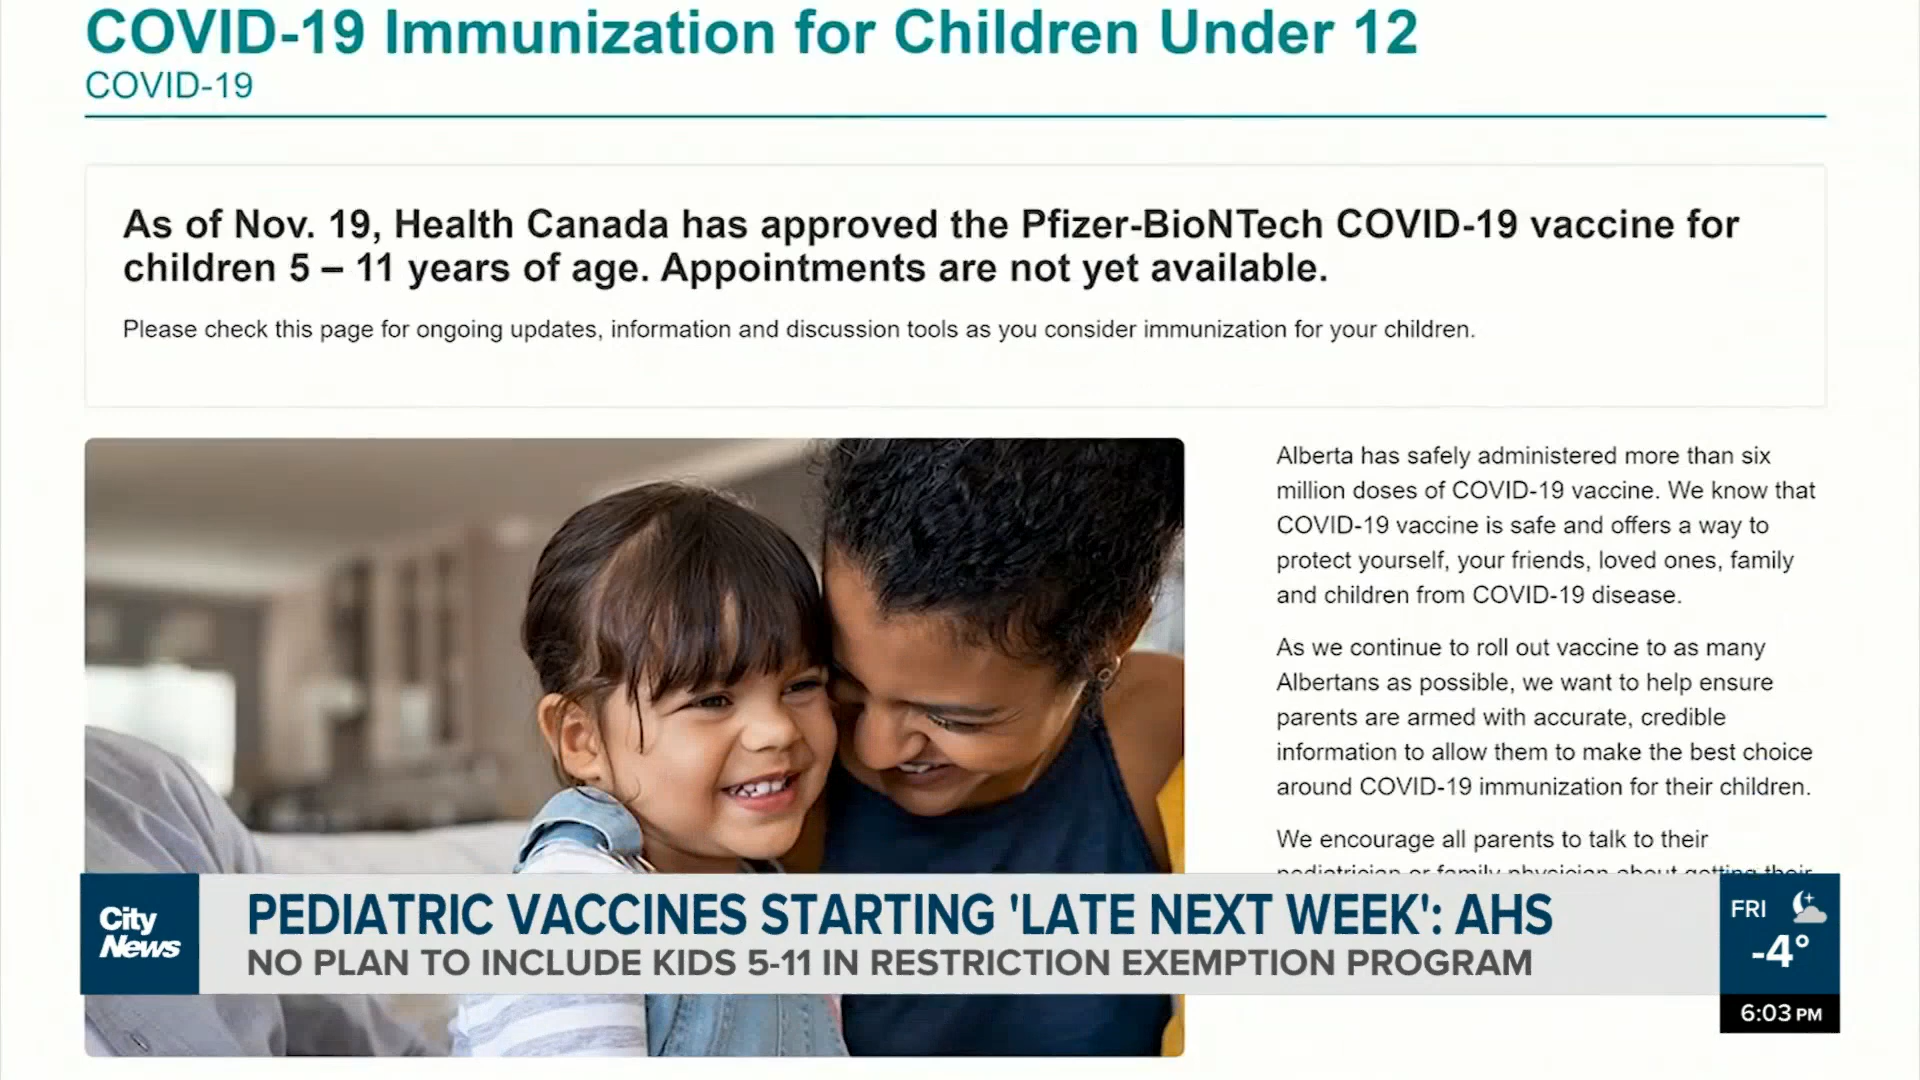 COVID-19 Immunization for Children Under 12
COVID-19
As of Nov. 19, Health Canada has approved the Pfizer-BioNTech COVID-19 vaccine for
children 5 – 11 years of age. Appointments are not yet available.
Please check this page for ongoing updates, information and discussion tools as you consider immunization for your children.
Alberta has safely administered more than six
million doses of COVID-19 vaccine. We know that
COVID-19 vaccine is safe and offers a way to
protect yourself, your friends, loved ones, family
and children from COVID-19 disease.
As we continue to roll out vaccine to as many
Albertans as possible, we want to help ensure
parents are armed with accurate, credible
information to allow them to make the best choice
around COVID-19 immunization for their children.
We encourage all parents to talk to their
pediatrician or family physician about getting their
City
News
PEDIATRIC VACCINES STARTING 'LATE NEXT WEEK': AHS
NO PLAN TO INCLUDE KIDS 5-11 IN RESTRICTION EXEMPTION PROGRAM
FRI
-4°
6:03 PM